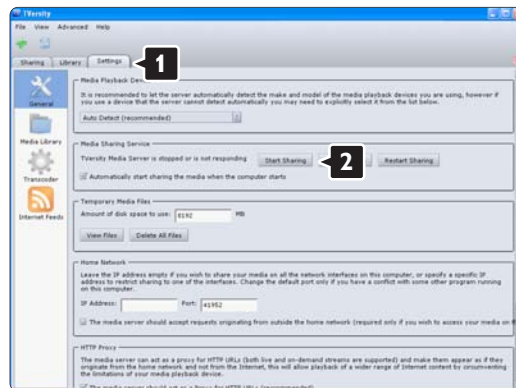 TVersity
File View Advanced Help
Sharing Library Settings
1
General
Media Library
Transcoder
Internet Feeds
Media Playback
It is recommended to let the server automatically detect the make and model of the media playback devices you are using, however if
you use a device that the server cannot detect automatically you may need to explicitly select it from the list below.
Auto Detect (recommended)
Media Sharing Service
TVersity Media Server is stopped or is not responding Start Sharing 2 Restart Sharing
Automatically start sharing the media when the computer starts
Temporary Media Files
Amount of disk space to use: 8192 MB
View Files Delete All Files
Home Network
Leave the IP address empty if you wish to share your media on all the network interfaces on this computer, or specify a specific IP
address to restrict sharing to one of the interfaces. Change the default port only if you have a conflict with some other program running
on this computer.
IP Address: Port: 41952
The media server should accept requests originating from outside the home network (required only if you wish to access your media on
HTTP Proxy
The media server can act as a proxy for HTTP URLs (both live and on-demand streams are supported) and make them appear as if they
originate from the home network and not from the Internet, this will allow playback of a wider range of Internet content by circumventing
the limitations of your media playback device.
The media server should act as a Proxy for HTTP URLs (recommended)